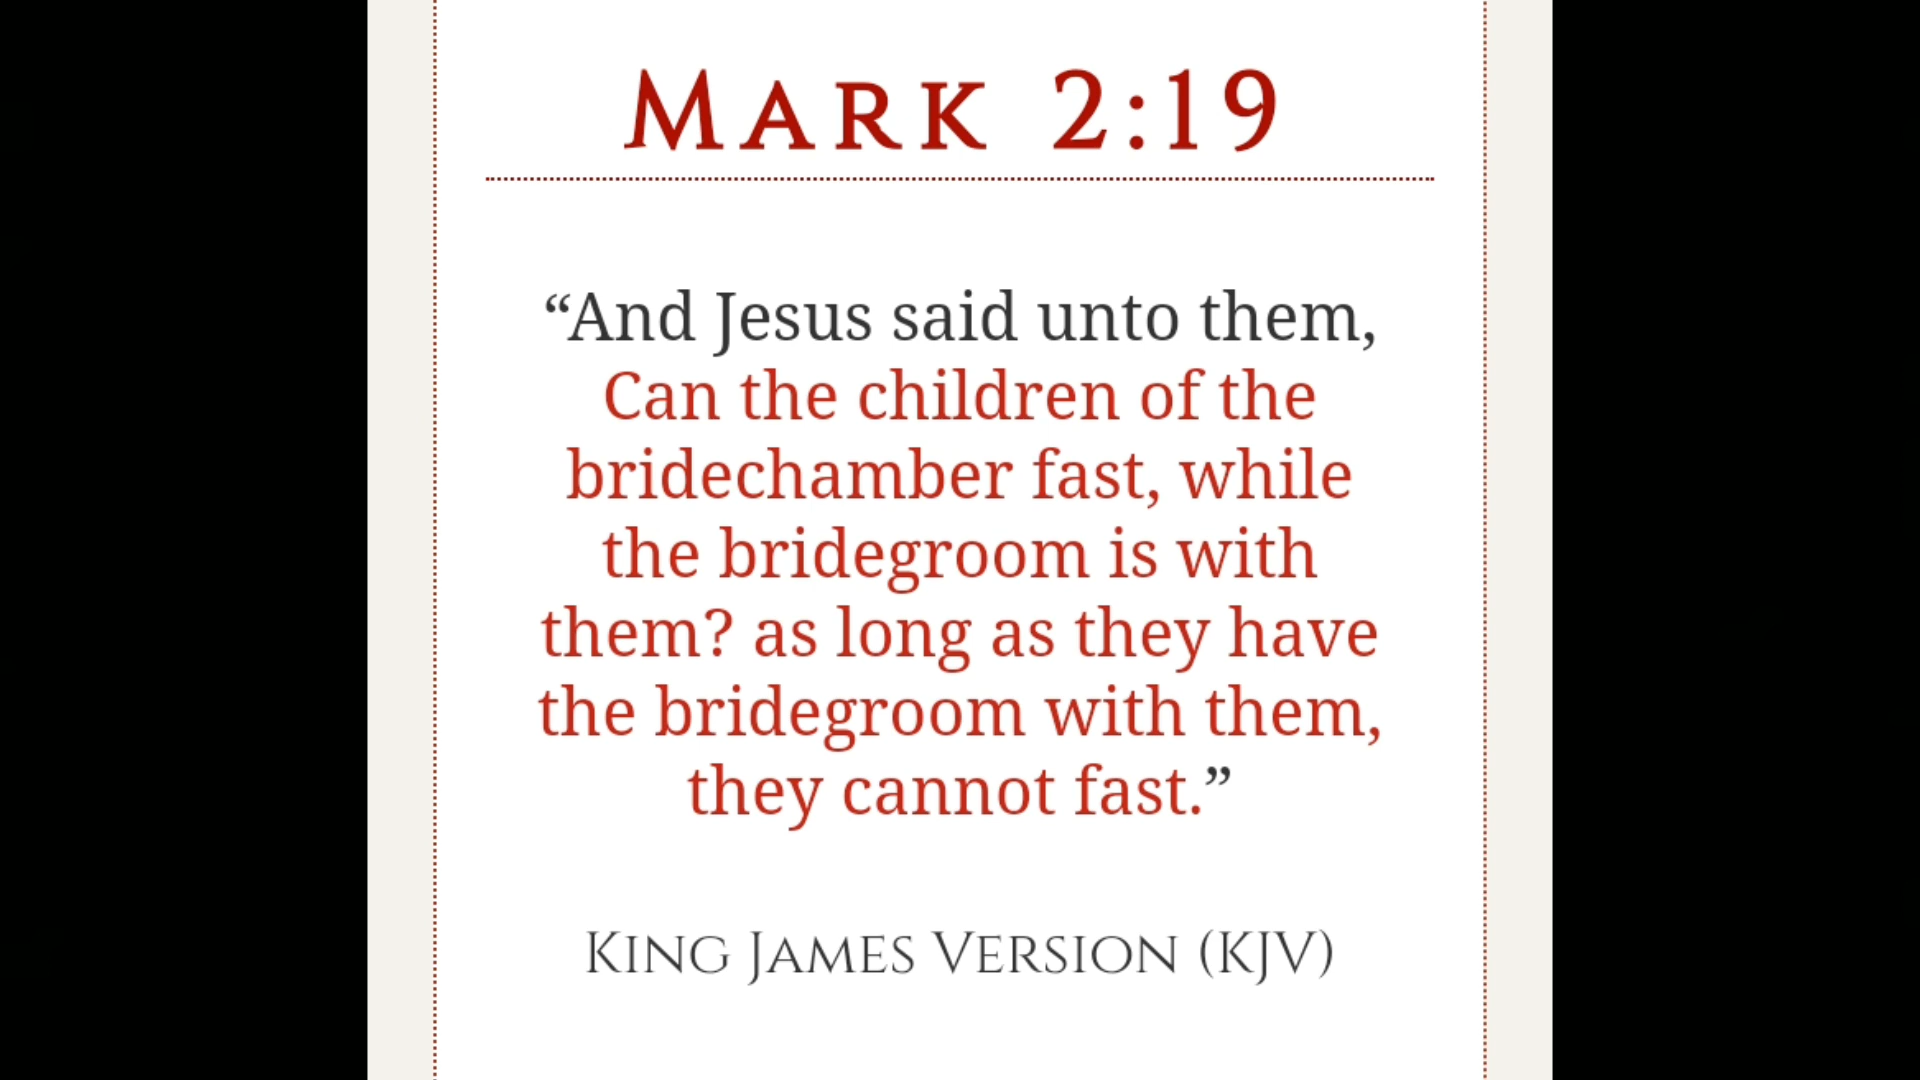 Mark 2:19
“And Jesus said unto them,
Can the children of the
bridechamber fast, while
the bridegroom is with
them? as long as they have
the bridegroom with them,
they cannot fast.”
King James Version (KJV)